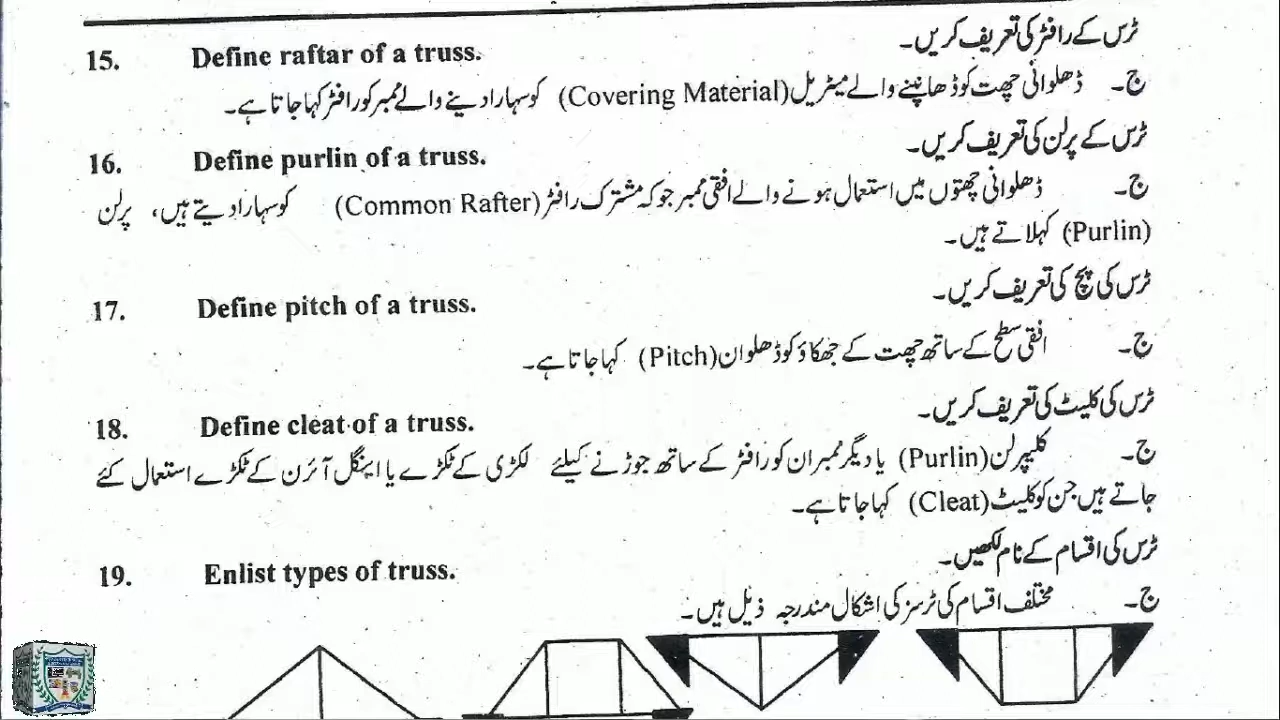 ٹرس کے رافٹر کی تعریف کریں۔
15. Define raftar of a truss.
ج۔ ڈھلوانی چھت کو ڈھانپنے والے میٹریل (Covering Material) کو سہارا دینے والے ممبر کو رافٹر کہا جاتا ہے۔
ٹرس کے پرلن کی تعریف کریں۔
16. Define purlin of a truss.
ج۔ ڈھلوانی چھتوں میں استعمال ہونے والے افقی ممبر جو کہ مشترک رافٹر (Common Rafter) کو سہارا دیتے ہیں، پرلن
(Purlin) کہلاتے ہیں۔
ٹرس کی پچ کی تعریف کریں۔
17. Define pitch of a truss.
ج۔ افقی سطح کے ساتھ چھت کے جھکاؤ کو ڈھلوان (Pitch) کہا جاتا ہے۔
ٹرس کی کلیٹ کی تعریف کریں۔
18. Define cleat of a truss.
ج۔ پرلن (Purlin) یا دیگر ممبران کو رافٹر کے ساتھ جوڑنے کیلئے لکڑی کے ٹکڑے یا اینگل آئرن کے ٹکڑے استعمال کئے
جاتے ہیں جن کو کلیٹ (Cleat) کہا جاتا ہے۔
ٹرس کی اقسام کے نام لکھیں۔
19. Enlist types of truss.
ج۔ مختلف اقسام کی ٹرسز کی اشکال مندرجہ ذیل ہیں۔